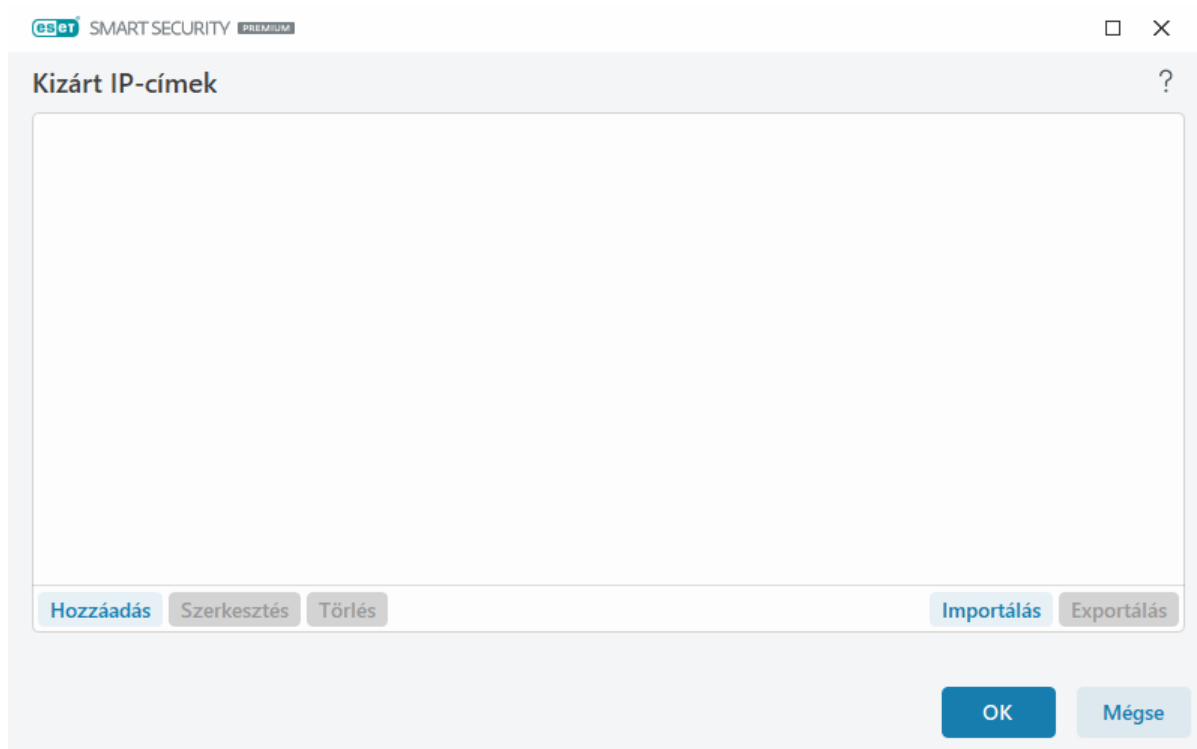 eset SMART SECURITY PREMIUM
Kizárt IP-címek ?
Hozzáadás Szerkesztés Törlés Importálás Exportálás
OK Mégse